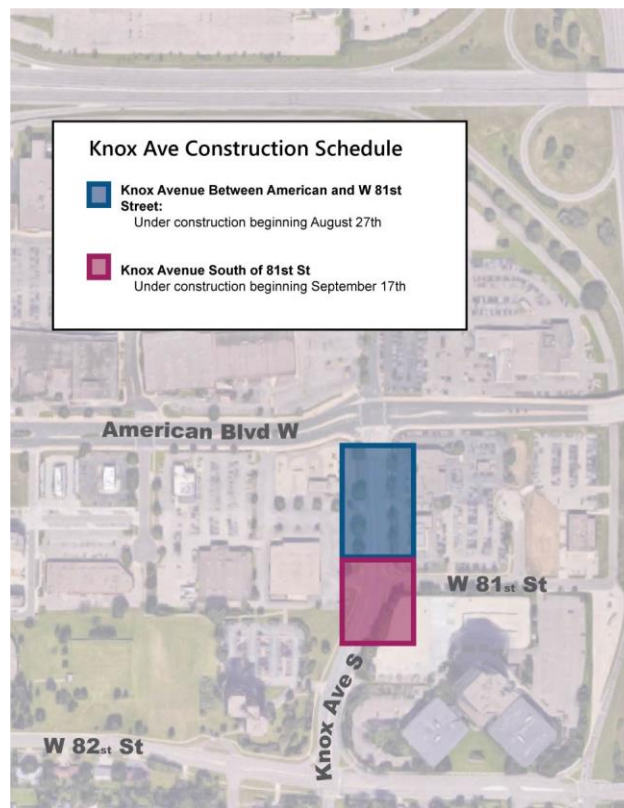 Knox Ave Construction Schedule
Knox Avenue Between American and W 81st
Street:
Under construction beginning August 27th
Knox Avenue South of 81st St
Under construction beginning September 17th
American Blvd W
W 81st St
Knox Ave S
W 82st St